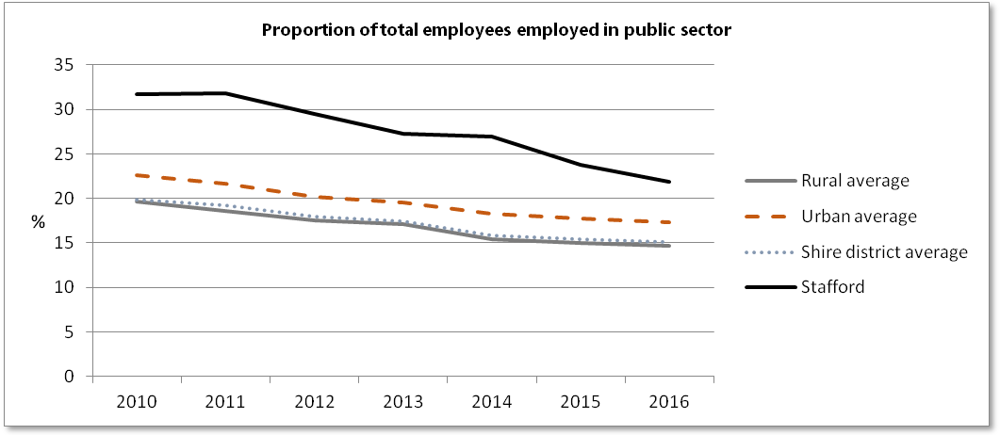 Proportion of total employees employed in public sector
35
30
25
20
%
15
10
5
0
2010 2011 2012 2013 2014 2015 2016
Rural average
Urban average
Shire district average
Stafford